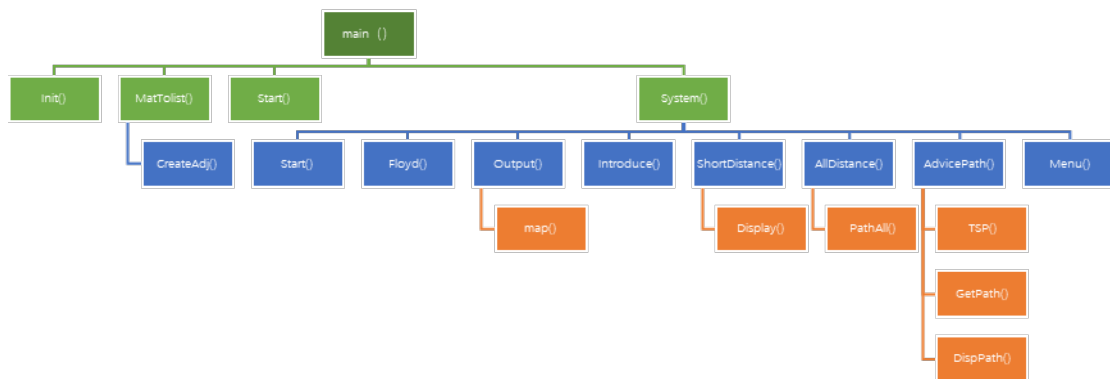 main （）
Init()
MatTolist()
Start()
System()
CreateAdj()
Start()
Floyd()
Output()
Introduce()
ShortDistance()
AllDistance()
AdvicePath()
Menu()
map()
Display()
PathAll()
TSP()
GetPath()
DispPath()